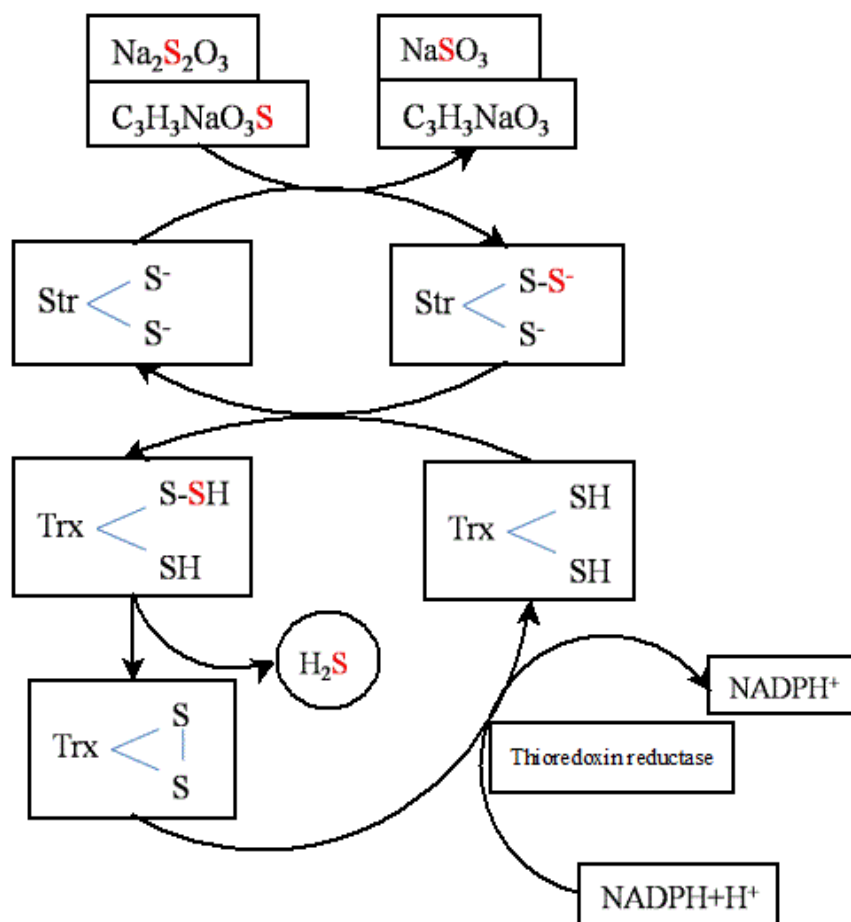 Na₂S₂O₃
NaSO₃
C₃H₃NaO₃S
C₃H₃NaO₃
Str
S⁻
S⁻
Str
S-S⁻
S⁻
Trx
S-SH
SH
Trx
SH
SH
H₂S
NADPH⁺
Trx
S
S
Thioredoxin reductase
NADPH+H⁺